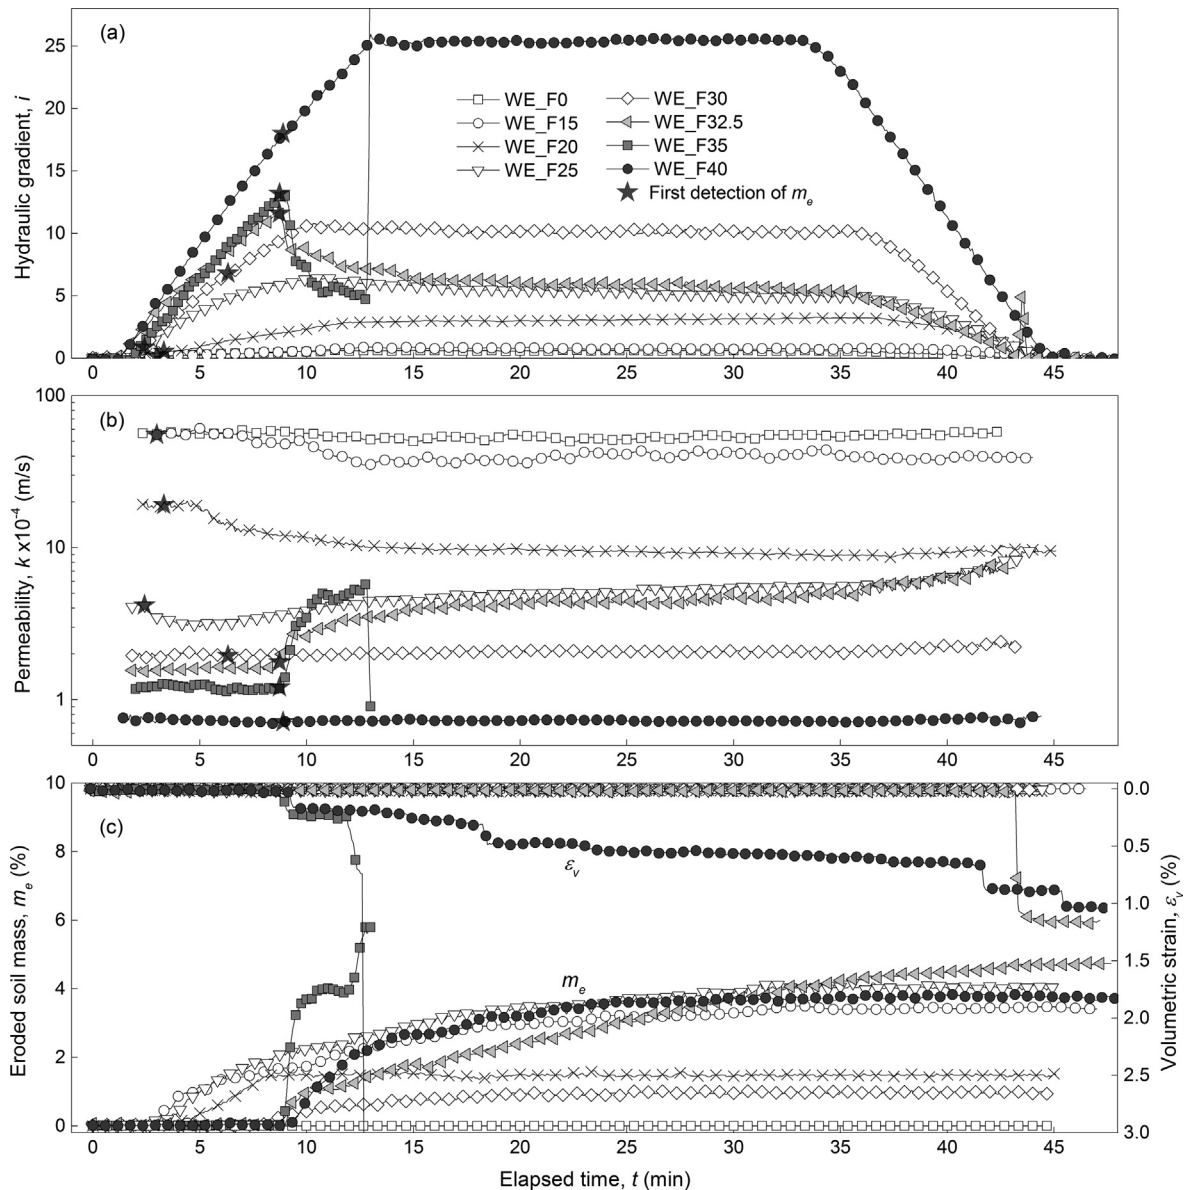 (a)
Hydraulic gradient, i
25
20
15
10
5
0
WE_F0
WE_F15
WE_F20
WE_F25
WE_F30
WE_F32.5
WE_F35
WE_F40
First detection of mₑ
0 5 10 15 20 25 30 35 40 45
(b)
Permeability, k x10⁻⁴ (m/s)
100
10
1
0 5 10 15 20 25 30 35 40 45
(c)
Eroded soil mass, mₑ (%)
10
8
6
4
2
0
εᵥ
mₑ
0.0
0.5
1.0
1.5
2.0
2.5
3.0
Volumetric strain, εᵥ (%)
0 5 10 15 20 25 30 35 40 45
Elapsed time, t (min)